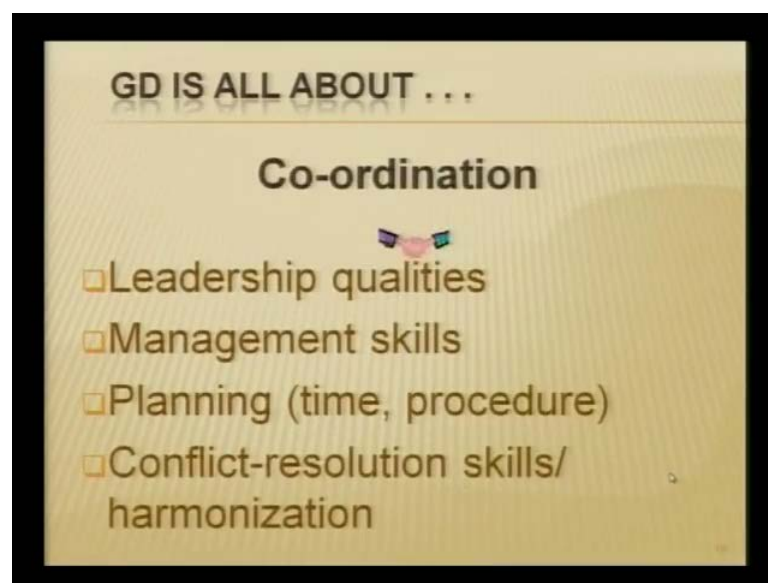 GD IS ALL ABOUT . . .
Co-ordination
Leadership qualities
Management skills
Planning (time, procedure)
Conflict-resolution skills/
harmonization